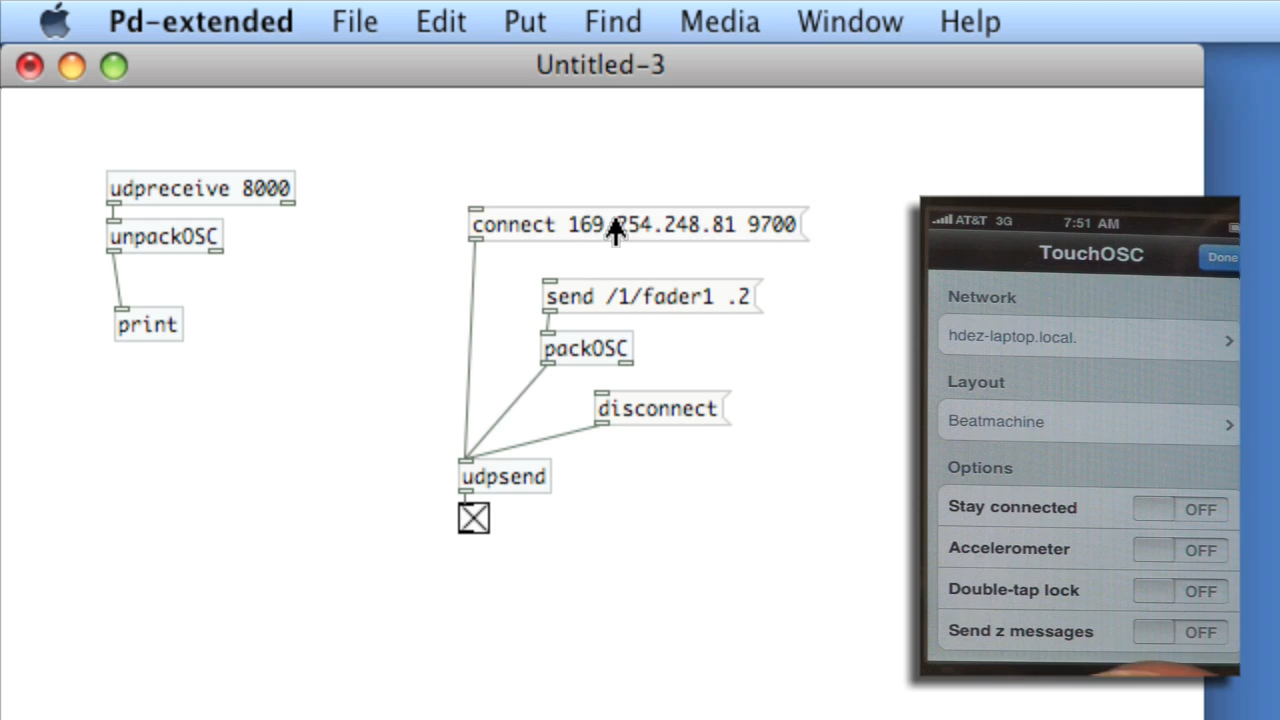 Pd-extended File Edit Put Find Media Window Help
Untitled-3
udpreceive 8000
unpackOSC
print
connect 169.254.248.81 9700
send /1/fader1 .2
packOSC
disconnect
udpsend
AT&T 3G 7:51 AM
TouchOSC Done
Network
hdez-laptop.local.
Layout
Beatmachine
Options
Stay connected OFF
Accelerometer OFF
Double-tap lock OFF
Send z messages OFF